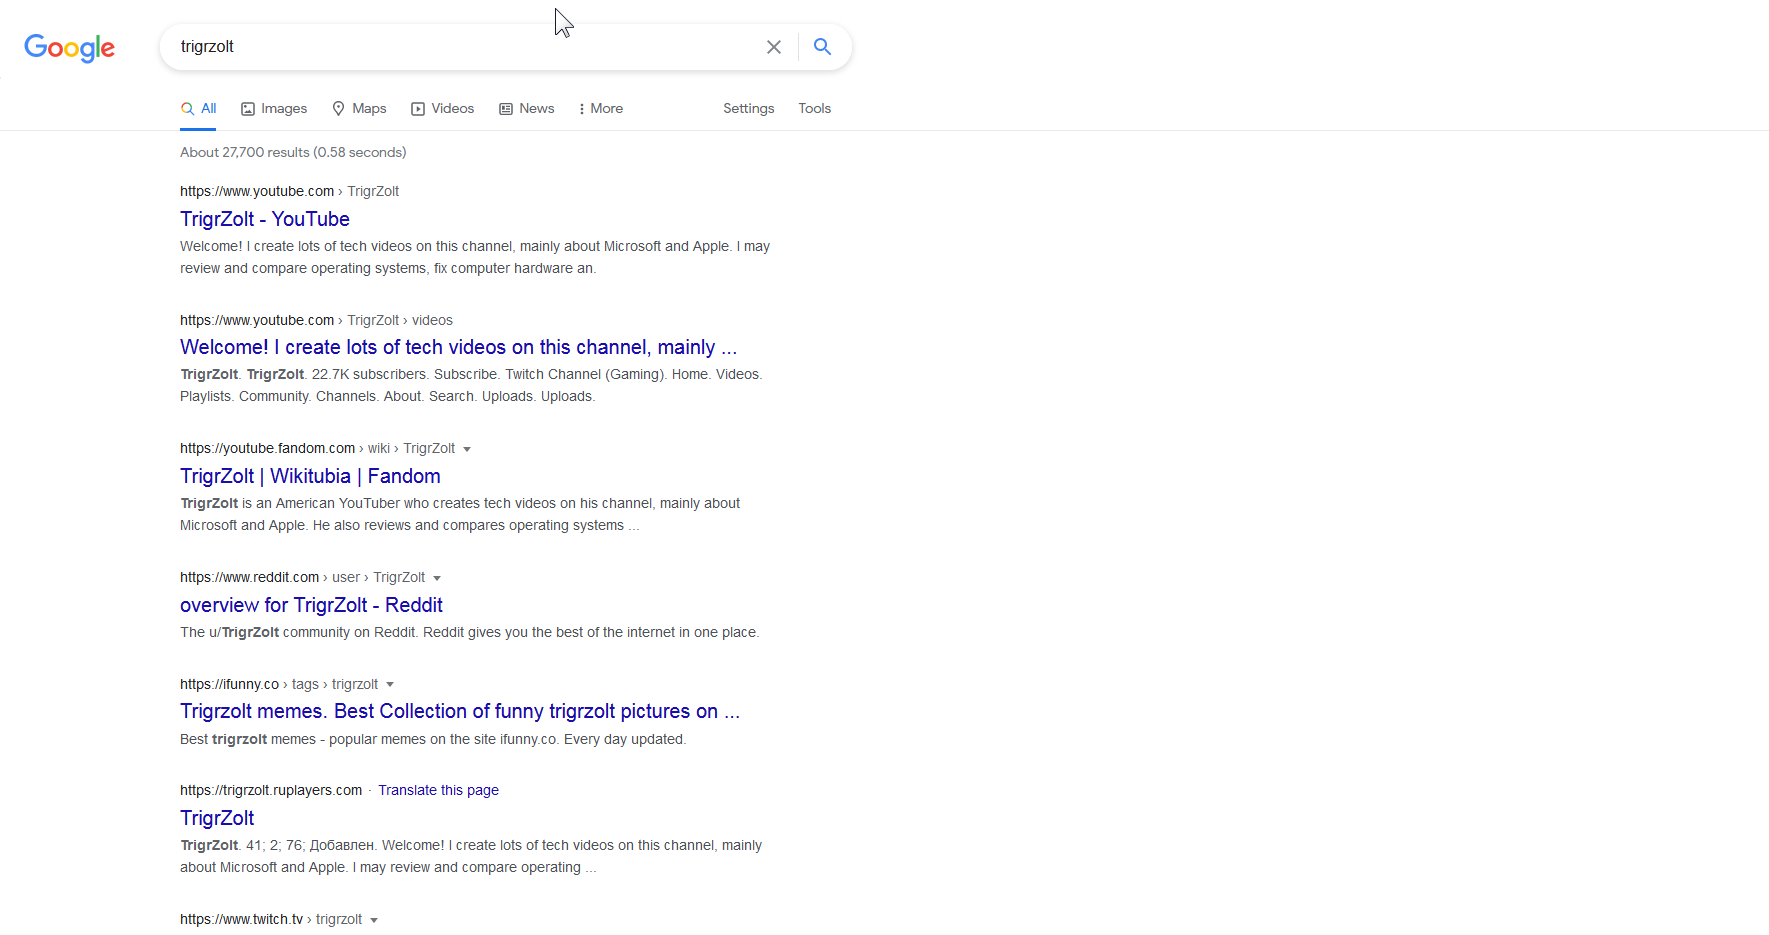 Google
trigrzolt
All Images Maps Videos News More Settings Tools
About 27,700 results (0.58 seconds)
https://www.youtube.com › TrigrZolt
TrigrZolt - YouTube
Welcome! I create lots of tech videos on this channel, mainly about Microsoft and Apple. I may
review and compare operating systems, fix computer hardware an.
https://www.youtube.com › TrigrZolt › videos
Welcome! I create lots of tech videos on this channel, mainly ...
TrigrZolt. TrigrZolt. 22.7K subscribers. Subscribe. Twitch Channel (Gaming). Home. Videos.
Playlists. Community. Channels. About. Search. Uploads. Uploads.
https://youtube.fandom.com › wiki › TrigrZolt
TrigrZolt | Wikitubia | Fandom
TrigrZolt is an American YouTuber who creates tech videos on his channel, mainly about
Microsoft and Apple. He also reviews and compares operating systems ...
https://www.reddit.com › user › TrigrZolt
overview for TrigrZolt - Reddit
The u/TrigrZolt community on Reddit. Reddit gives you the best of the internet in one place.
https://ifunny.co › tags › trigrzolt
Trigrzolt memes. Best Collection of funny trigrzolt pictures on ...
Best trigrzolt memes - popular memes on the site ifunny.co. Every day updated.
https://trigrzolt.ruplayers.com · Translate this page
TrigrZolt
TrigrZolt. 41; 2; 76; Добавлен. Welcome! I create lots of tech videos on this channel, mainly
about Microsoft and Apple. I may review and compare operating ...
https://www.twitch.tv › trigrzolt